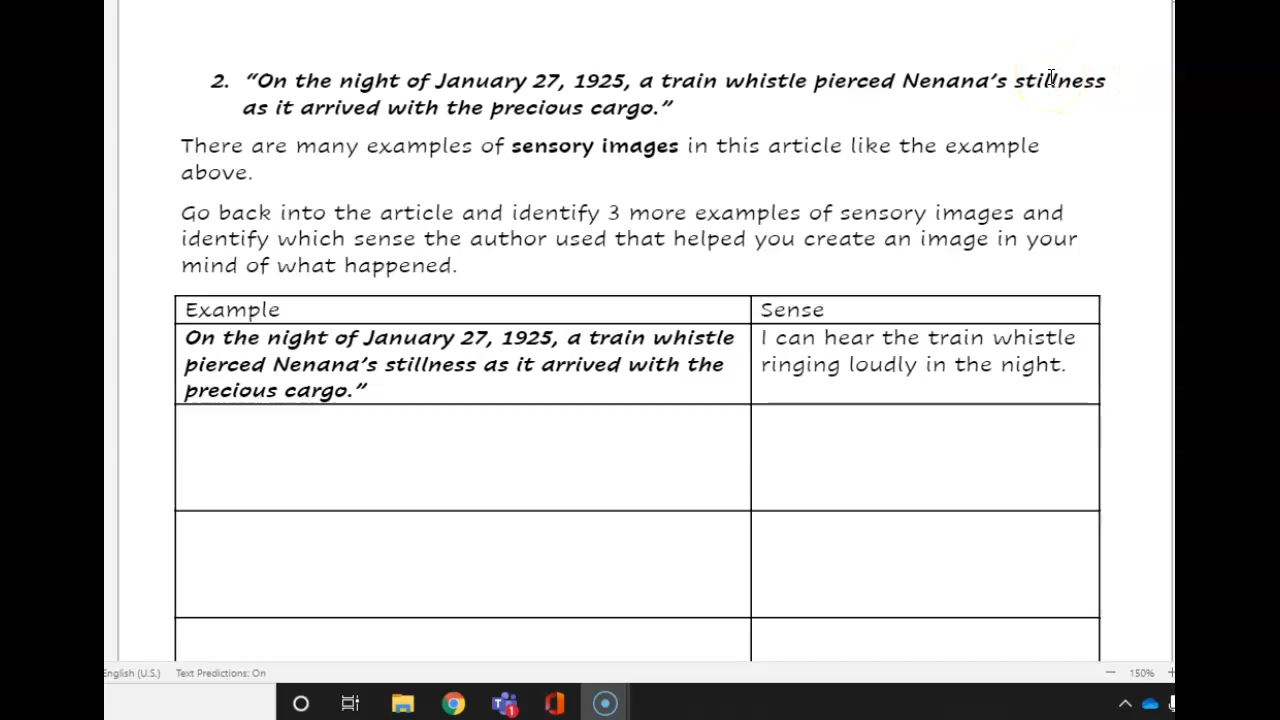 2. “On the night of January 27, 1925, a train whistle pierced Nenana’s stillness
as it arrived with the precious cargo.”
There are many examples of sensory images in this article like the example
above.
Go back into the article and identify 3 more examples of sensory images and
identify which sense the author used that helped you create an image in your
mind of what happened.
Example
Sense
On the night of January 27, 1925, a train whistle
pierced Nenana’s stillness as it arrived with the
precious cargo.”
I can hear the train whistle
ringing loudly in the night.
English (U.S.)
Text Predictions: On
150%
1